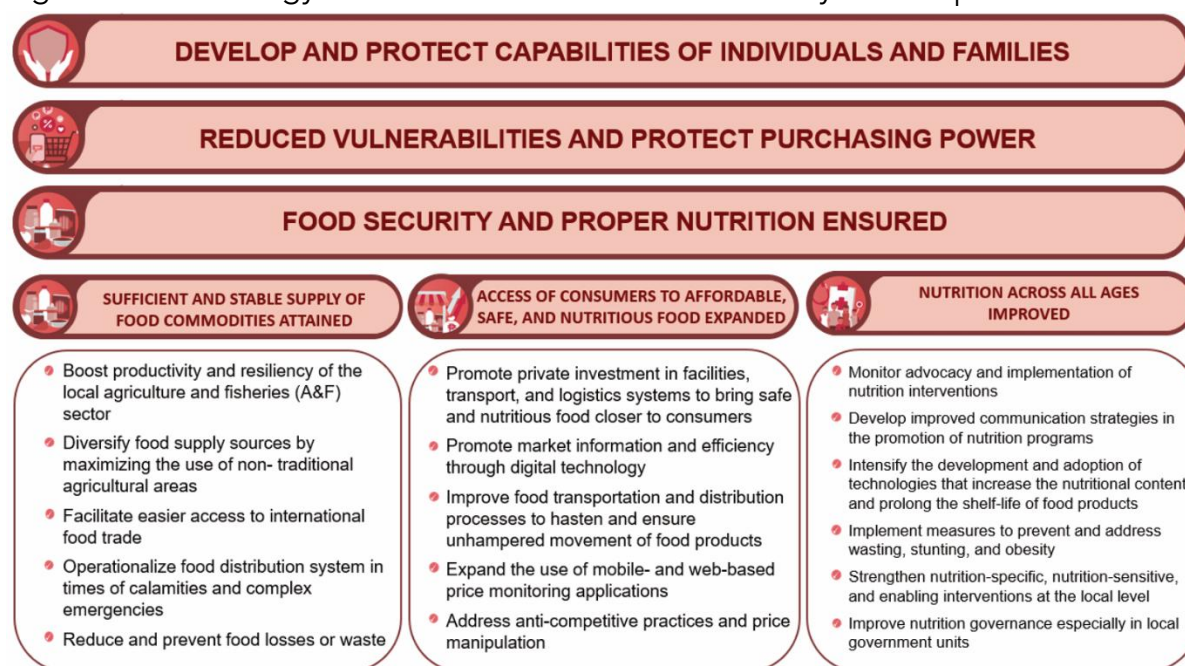 DEVELOP AND PROTECT CAPABILITIES OF INDIVIDUALS AND FAMILIES
REDUCED VULNERABILITIES AND PROTECT PURCHASING POWER
FOOD SECURITY AND PROPER NUTRITION ENSURED
SUFFICIENT AND STABLE SUPPLY OF
FOOD COMMODITIES ATTAINED
Boost productivity and resiliency of the
local agriculture and fisheries (A&F)
sector
Diversify food supply sources by
maximizing the use of non- traditional
agricultural areas
Facilitate easier access to international
food trade
Operationalize food distribution system in
times of calamities and complex
emergencies
Reduce and prevent food losses or waste
ACCESS OF CONSUMERS TO AFFORDABLE,
SAFE, AND NUTRITIOUS FOOD EXPANDED
Promote private investment in facilities,
transport, and logistics systems to bring safe
and nutritious food closer to consumers
Promote market information and efficiency
through digital technology
Improve food transportation and distribution
processes to hasten and ensure
unhampered movement of food products
Expand the use of mobile- and web-based
price monitoring applications
Address anti-competitive practices and price
manipulation
NUTRITION ACROSS ALL AGES
IMPROVED
Monitor advocacy and implementation of
nutrition interventions
Develop improved communication strategies in
the promotion of nutrition programs
Intensify the development and adoption of
technologies that increase the nutritional content
and prolong the shelf-life of food products
Implement measures to prevent and address
wasting, stunting, and obesity
Strengthen nutrition-specific, nutrition-sensitive,
and enabling interventions at the local level
Improve nutrition governance especially in local
government units